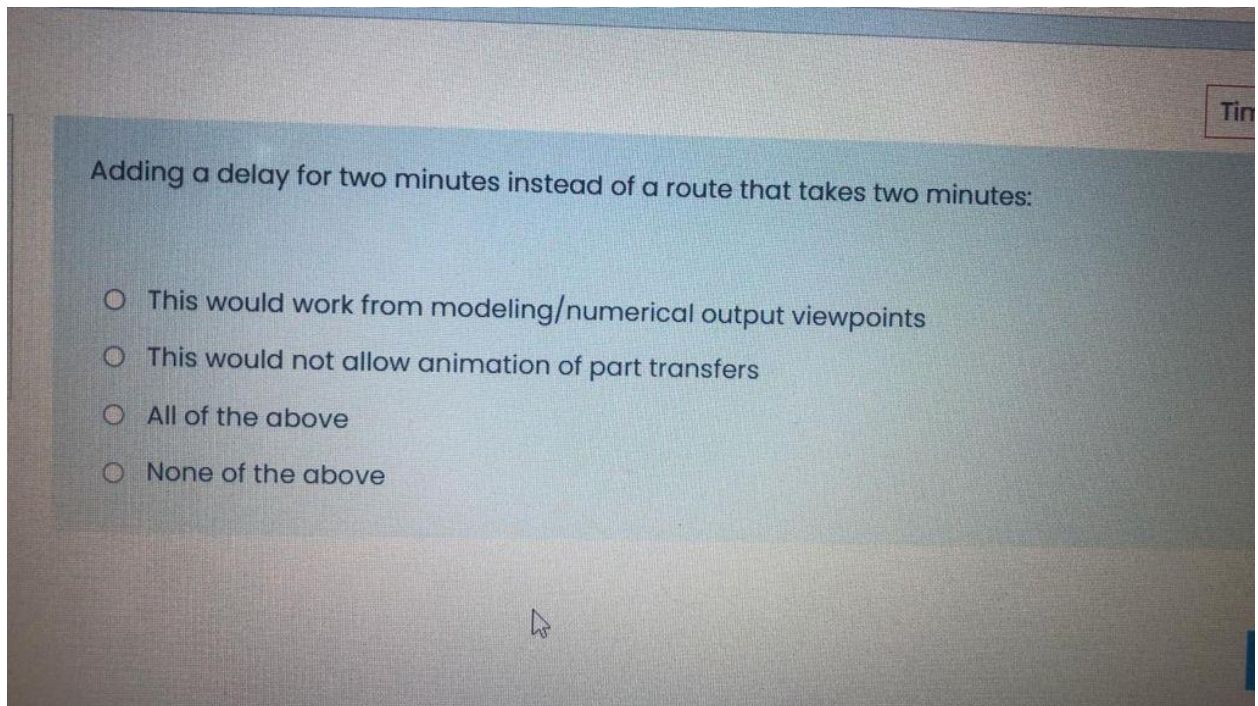 Tim
Adding a delay for two minutes instead of a route that takes two minutes:
This would work from modeling/numerical output viewpoints
This would not allow animation of part transfers
All of the above
None of the above